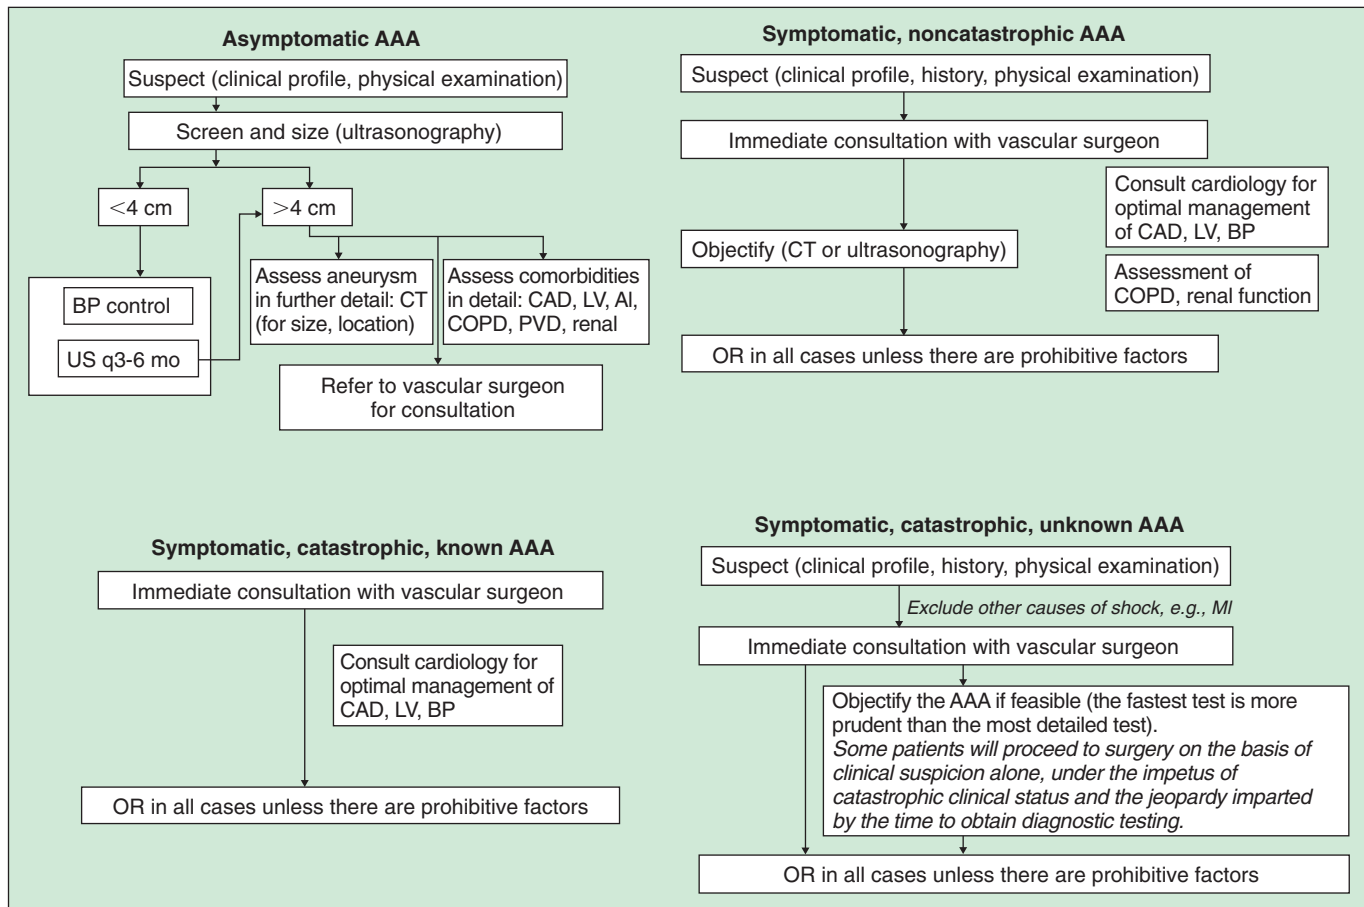 Asymptomatic AAA
Suspect (clinical profile, physical examination)
Screen and size (ultrasonography)
<4 cm
>4 cm
BP control
US q3-6 mo
Assess aneurysm
in further detail: CT
(for size, location)
Assess comorbidities
in detail: CAD, LV, AI,
COPD, PVD, renal
Refer to vascular surgeon
for consultation
Symptomatic, noncatastrophic AAA
Suspect (clinical profile, history, physical examination)
Immediate consultation with vascular surgeon
Consult cardiology for
optimal management
of CAD, LV, BP
Objectify (CT or ultrasonography)
Assessment of
COPD, renal function
OR in all cases unless there are prohibitive factors
Symptomatic, catastrophic, known AAA
Immediate consultation with vascular surgeon
Consult cardiology for
optimal management of
CAD, LV, BP
OR in all cases unless there are prohibitive factors
Symptomatic, catastrophic, unknown AAA
Suspect (clinical profile, history, physical examination)
Exclude other causes of shock, e.g., MI
Immediate consultation with vascular surgeon
Objectify the AAA if feasible (the fastest test is more
prudent than the most detailed test).
Some patients will proceed to surgery on the basis of
clinical suspicion alone, under the impetus of
catastrophic clinical status and the jeopardy imparted
by the time to obtain diagnostic testing.
OR in all cases unless there are prohibitive factors